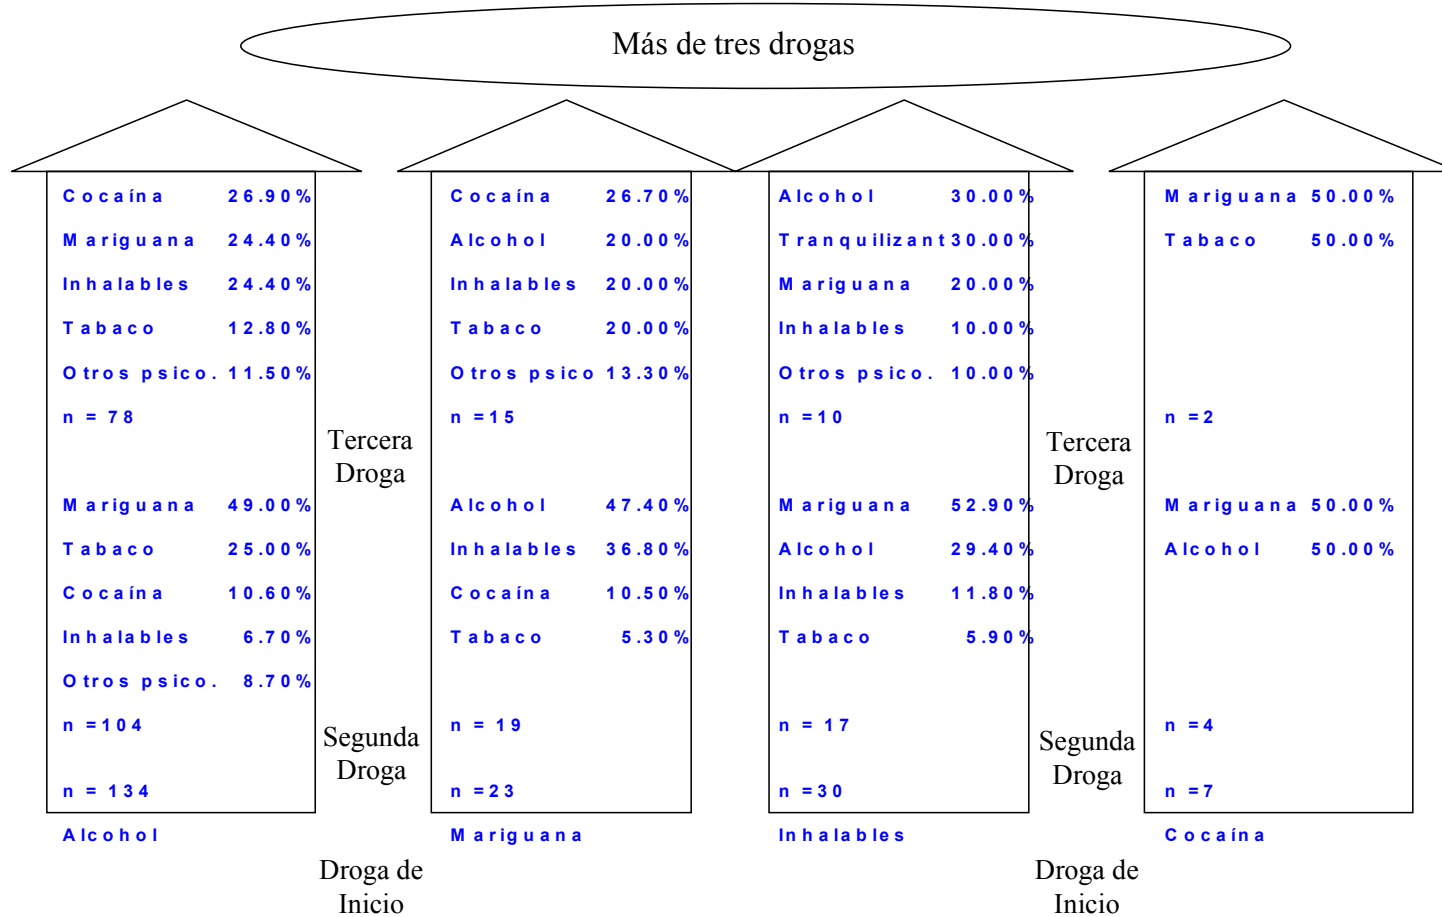 Más de tres drogas
Cocaína 26.90%
Mariguana 24.40%
Inhalables 24.40%
Tabaco 12.80%
Otros psico. 11.50%
n = 78
Mariguana 49.00%
Tabaco 25.00%
Cocaína 10.60%
Inhalables 6.70%
Otros psico. 8.70%
n =104
n = 134
Alcohol
Tercera
Droga
Segunda
Droga
Droga de
Inicio
Cocaína 26.70%
Alcohol 20.00%
Inhalables 20.00%
Tabaco 20.00%
Otros psico 13.30%
n =15
Alcohol 47.40%
Inhalables 36.80%
Cocaína 10.50%
Tabaco 5.30%
n = 19
n =23
Mariguana
Alcohol 30.00%
Tranquilizant 30.00%
Mariguana 20.00%
Inhalables 10.00%
Otros psico. 10.00%
n =10
Mariguana 52.90%
Alcohol 29.40%
Inhalables 11.80%
Tabaco 5.90%
n = 17
n =30
Inhalables
Tercera
Droga
Segunda
Droga
Droga de
Inicio
Mariguana 50.00%
Tabaco 50.00%
n =2
Mariguana 50.00%
Alcohol 50.00%
n =4
n =7
Cocaína